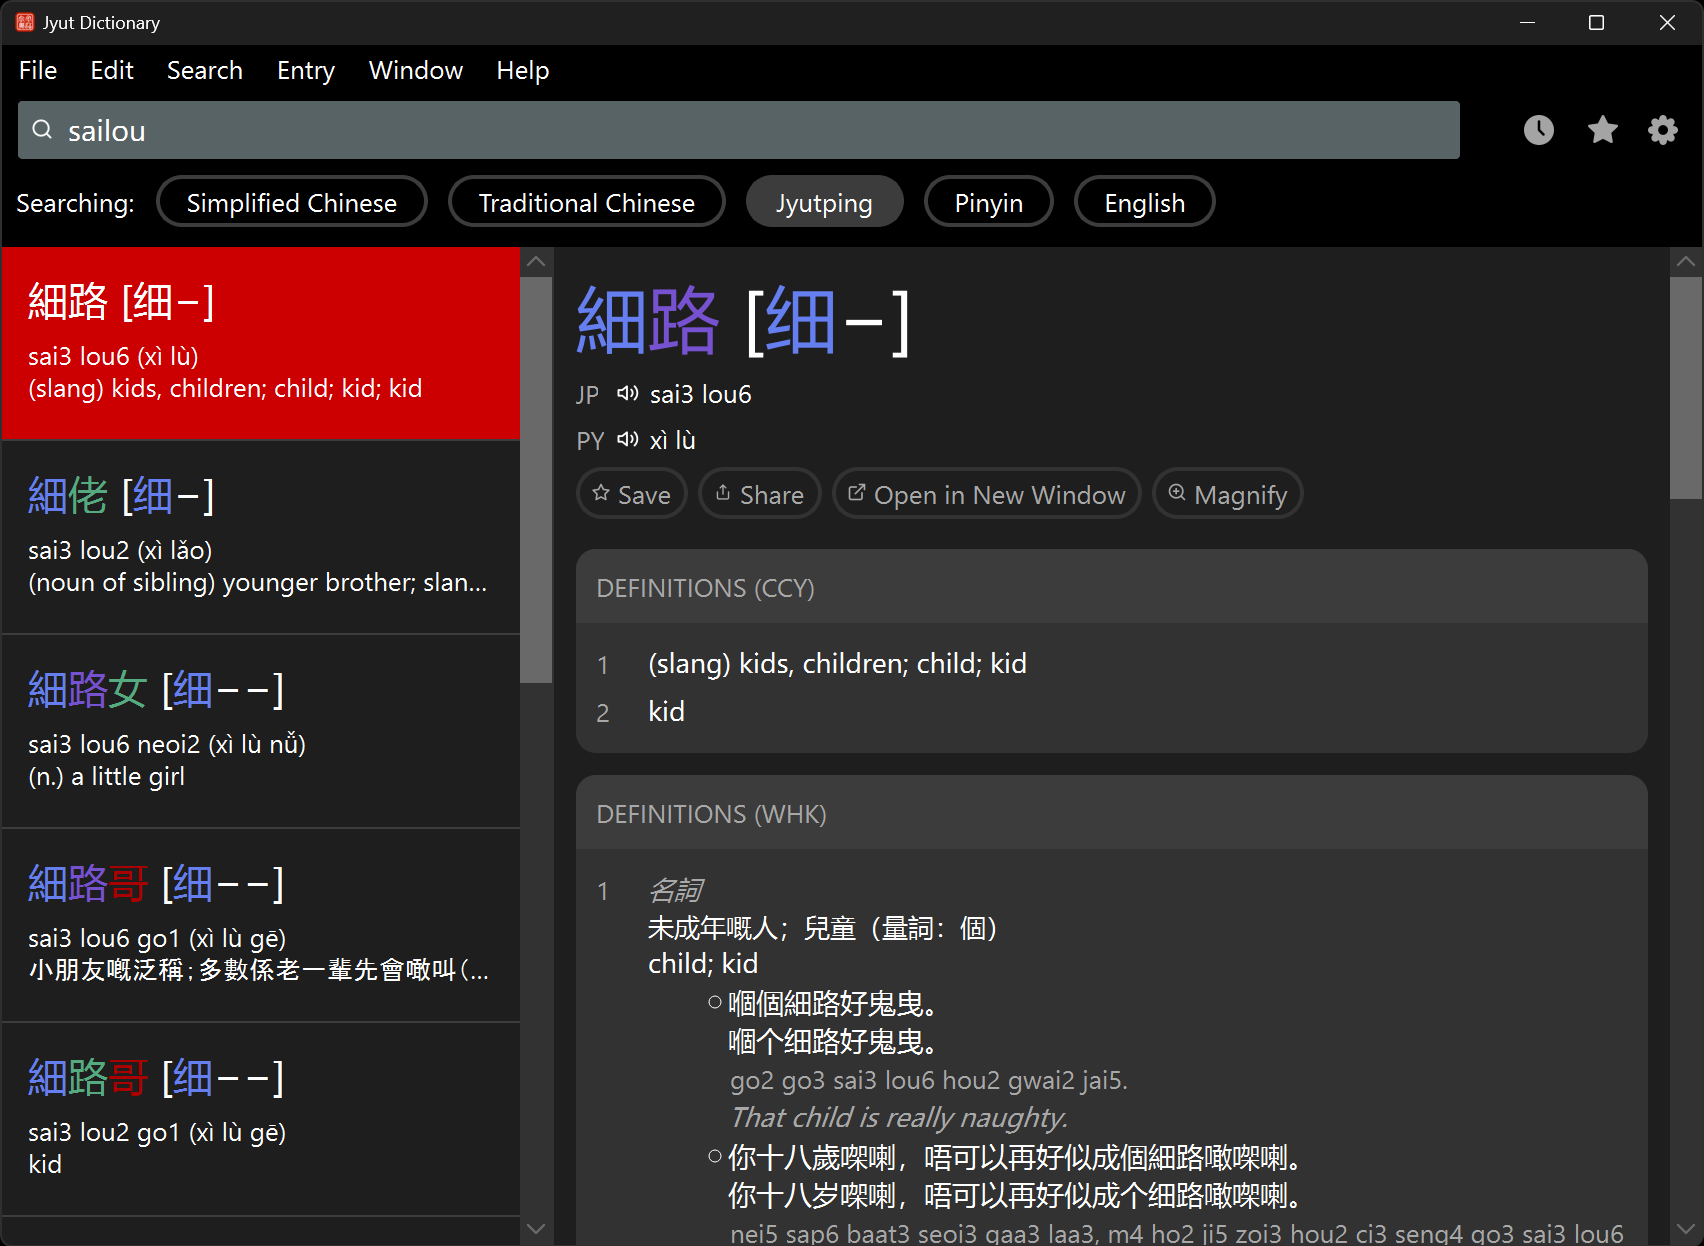 Jyut Dictionary
File Edit Search Entry Window Help
sailou
Searching: Simplified Chinese Traditional Chinese Jyutping Pinyin English
細路 [细−]
sai3 lou6 (xì lù)
(slang) kids, children; child; kid; kid
細佬 [细−]
sai3 lou2 (xì lǎo)
(noun of sibling) younger brother; slan...
細路女 [细−−]
sai3 lou6 neoi2 (xì lù nǚ)
(n.) a little girl
細路哥 [细−−]
sai3 lou6 go1 (xì lù gē)
小朋友嘅泛稱;多數係老一輩先會噉叫(...
細路哥 [细−−]
sai3 lou2 go1 (xì lù gē)
kid
細路 [细−]
JP sai3 lou6
PY xì lù
Save Share Open in New Window Magnify
DEFINITIONS (CCY)
1 (slang) kids, children; child; kid
2 kid
DEFINITIONS (WHK)
1 名詞
未成年嘅人；兒童（量詞：個）
child; kid
嗰個細路好鬼曳。
嗰个细路好鬼曳。
go2 go3 sai3 lou6 hou2 gwai2 jai5.
That child is really naughty.
你十八歲㗎喇，唔可以再好似成個細路噉㗎喇。
你十八岁㗎喇，唔可以再好似成个细路噉㗎喇。
nei5 sap6 baat3 seoi3 gaa3 laa3, m4 ho2 ji5 zoi3 hou2 ci3 seng4 go3 sai3 lou6